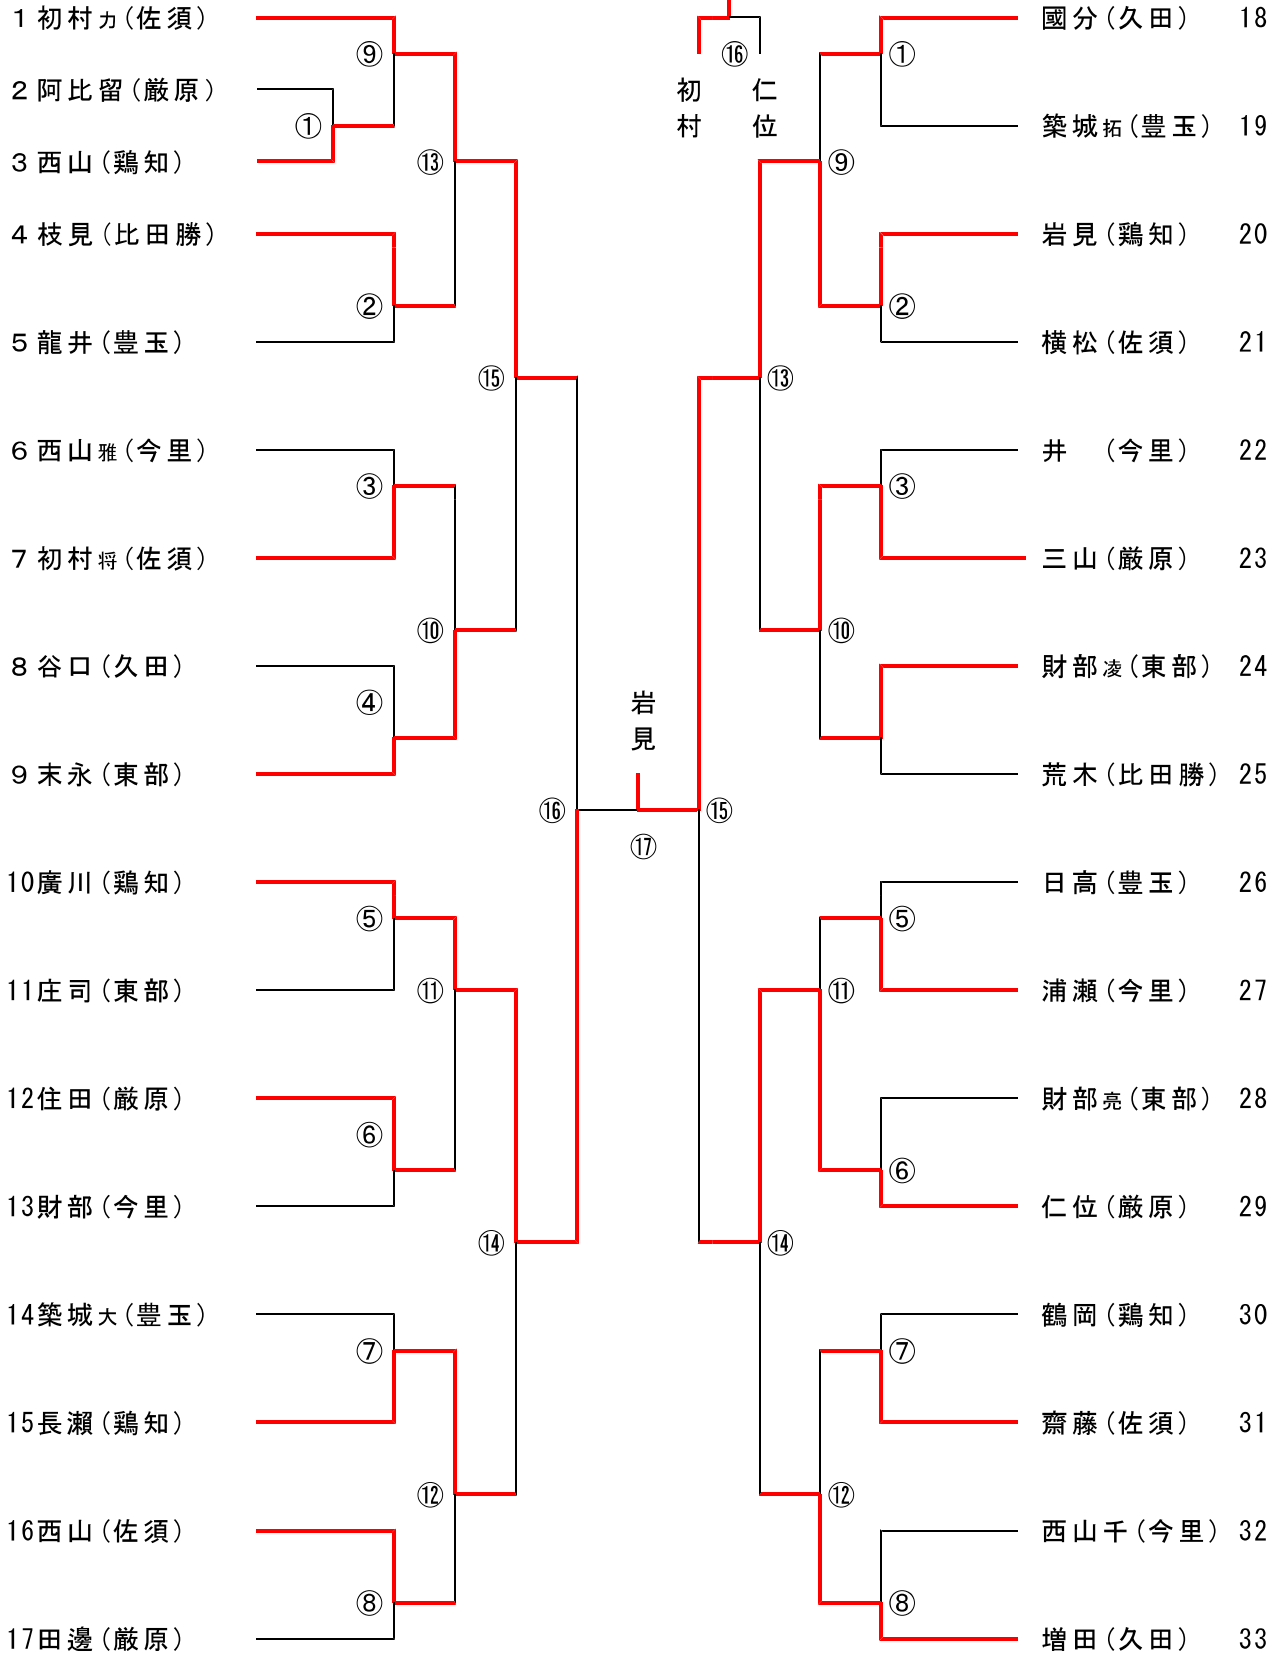 1 初村力(佐須)
⑨
2 阿比留(厳原)
①
3 西山(鶏知)
⑬
4 枝見(比田勝)
②
5 龍井(豊玉)
⑮
6 西山雅(今里)
③
7 初村将(佐須)
⑩
8 谷口(久田)
④
9 末永(東部)
⑯
10廣川(鶏知)
⑤
11庄司(東部)
⑪
12住田(厳原)
⑥
13財部(今里)
⑭
14築城大(豊玉)
⑦
15長瀬(鶏知)
⑫
16西山(佐須)
⑧
17田邊(厳原)
⑯
初村
仁位
岩見
⑰
國分(久田) 18
①
築城拓(豊玉) 19
⑨
岩見(鶏知) 20
②
横松(佐須) 21
⑬
井 (今里) 22
③
三山(厳原) 23
⑩
財部凌(東部) 24
荒木(比田勝) 25
⑮
日高(豊玉) 26
⑤
浦瀬(今里) 27
⑪
財部亮(東部) 28
⑥
仁位(厳原) 29
⑭
鶴岡(鶏知) 30
⑦
齋藤(佐須) 31
⑫
西山千(今里) 32
⑧
増田(久田) 33